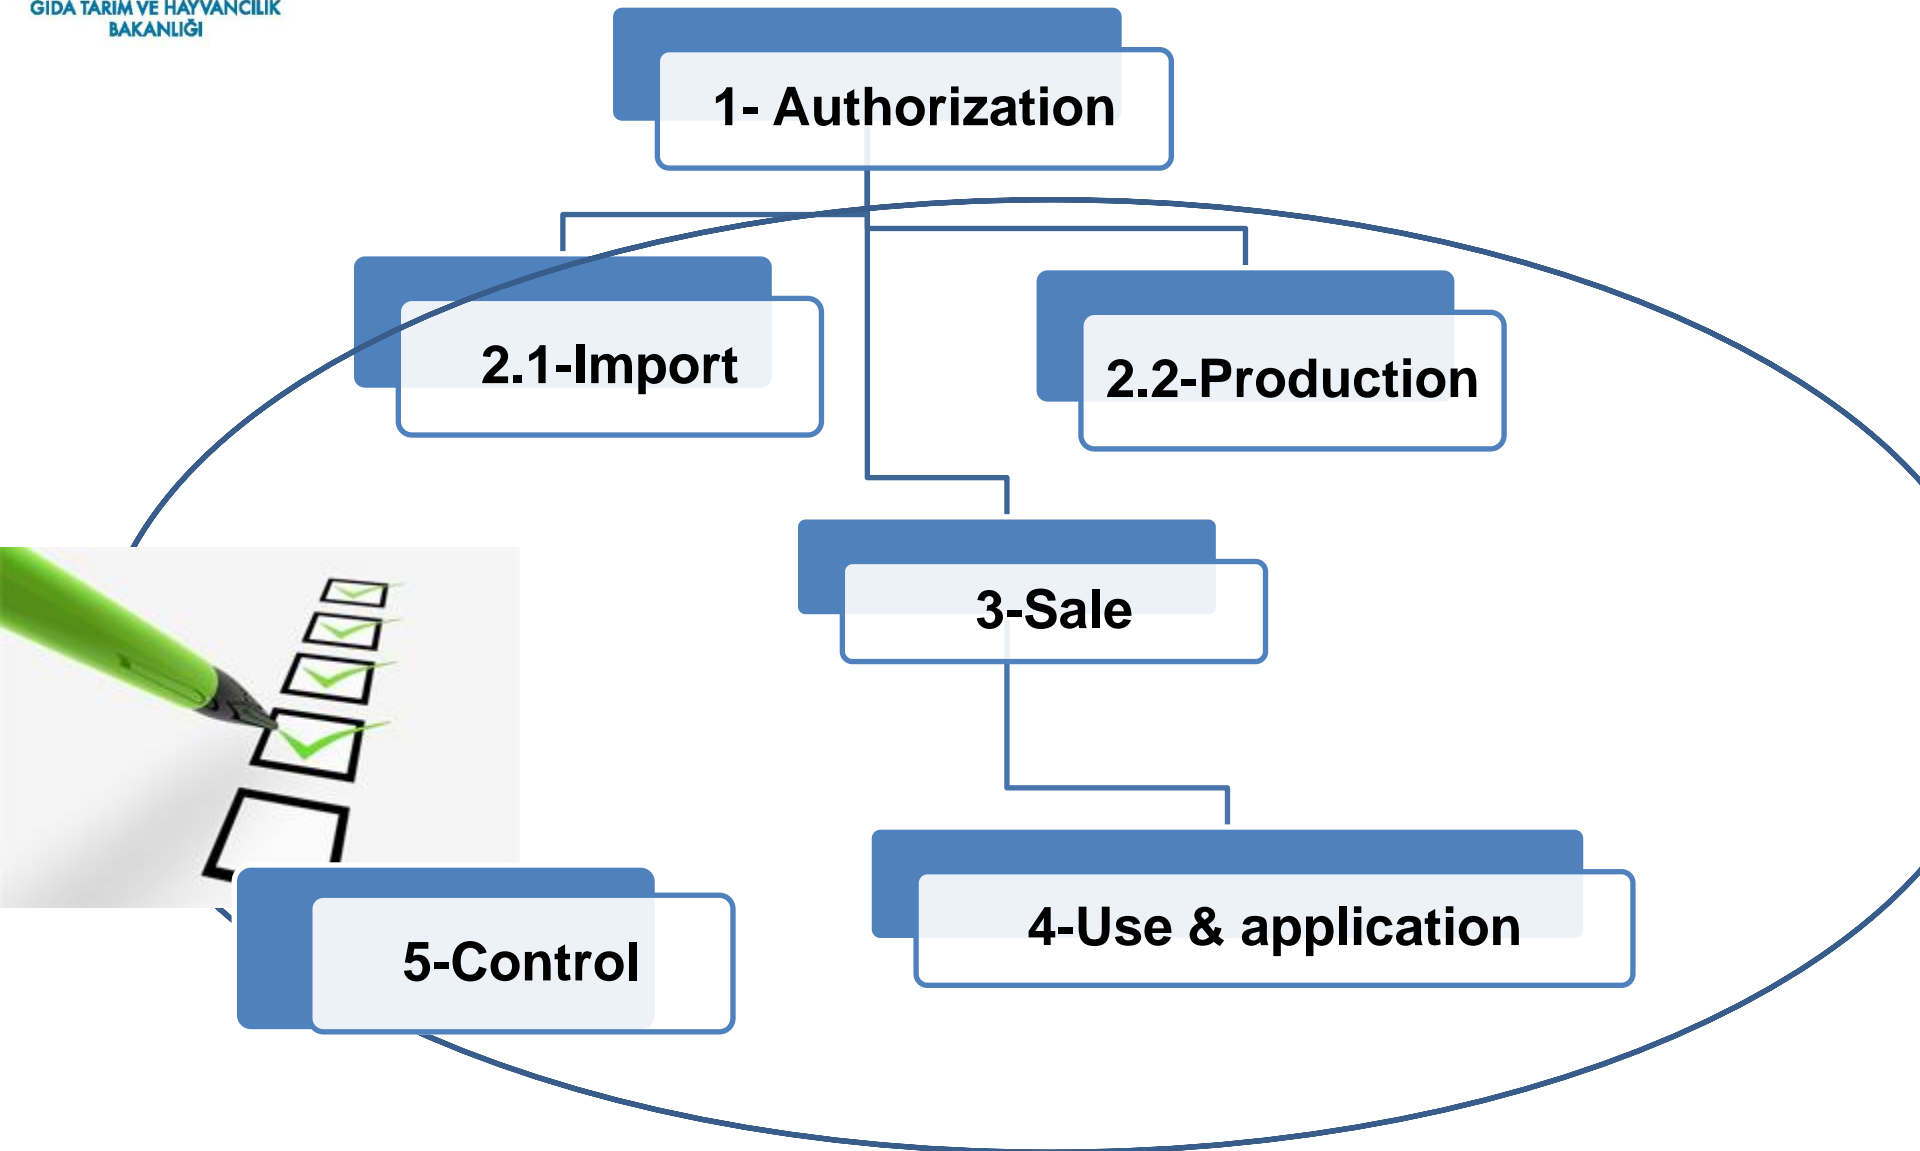 GIDA TARIM VE HAYVANCILIK
BAKANLIĞI
1- Authorization
2.1-Import
2.2-Production
3-Sale
4-Use & application
5-Control